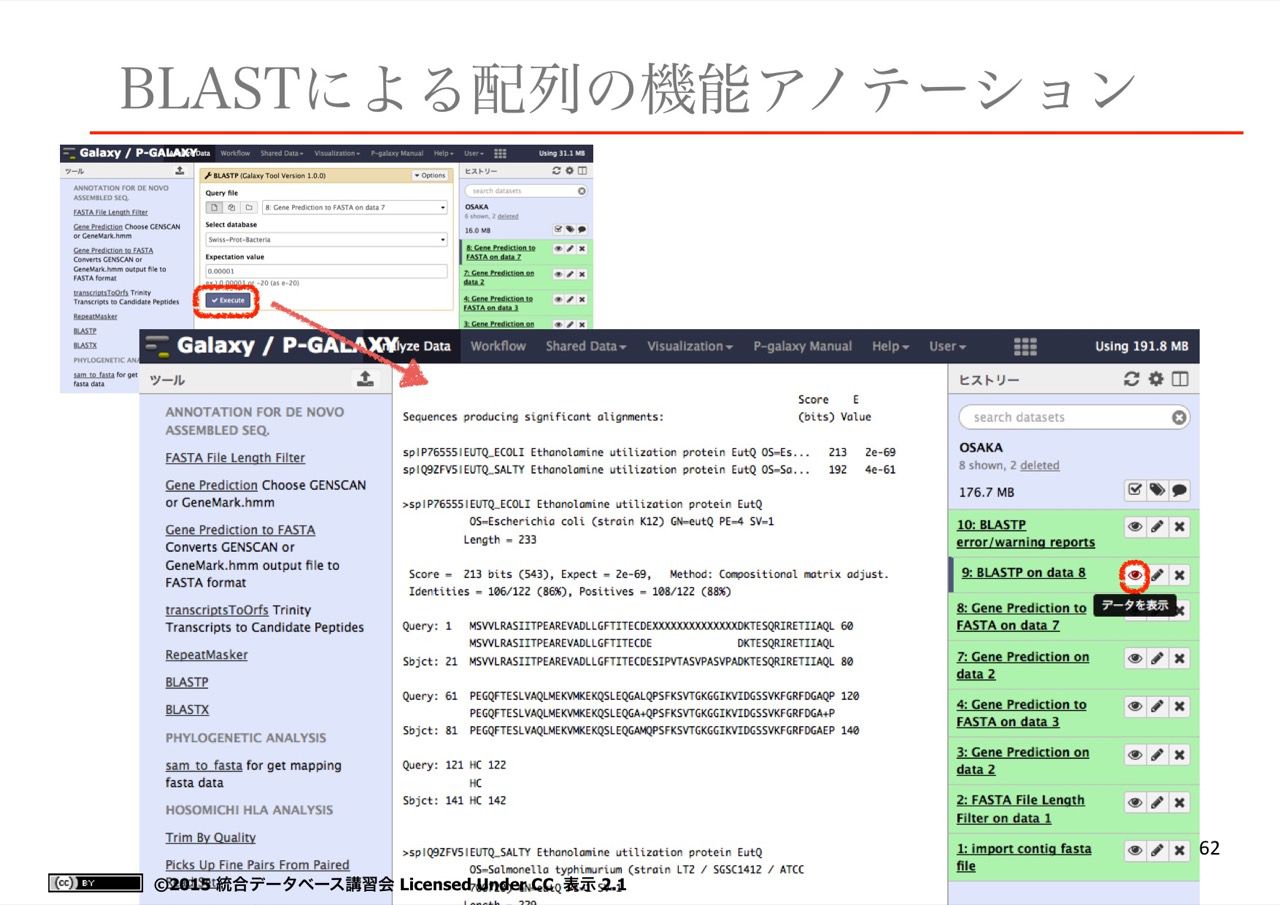 BLASTによる配列の機能アノテーション
Galaxy / P-GALAXY Data Workflow Shared Data Visualization P-galaxy Manual Help User Using 31.1 MB
ツール
ANNOTATION FOR DE NOVO
ASSEMBLED SEQ.
FASTA File Length Filter
Gene Prediction Choose GENSCAN
or GeneMark.hmm
Gene Prediction to FASTA
Converts GENSCAN or
GeneMark.hmm output file to
FASTA format
transcriptsToOrfs Trinity
Transcripts to Candidate Peptides
RepeatMasker
BLASTP
BLASTX
PHYLOGENETIC ANA
sam_to_fasta for get
fasta data
BLASTP (Galaxy Tool Version 1.0.0) Options
Query file
8: Gene Prediction to FASTA on data 7
Select database
Swiss-Prot-Bacteria
Expectation value
0.00001
ex.) 0.00001 or -20 (as e-20)
Execute
ヒストリー
search datasets
OSAKA
6 shown, 2 deleted
16.0 MB
8: Gene Prediction to
FASTA on data 7
7: Gene Prediction on
data 2
4: Gene Prediction to
FASTA on data 3
3: Gene Prediction on
Galaxy / P-GALAXY lyze Data Workflow Shared Data Visualization P-galaxy Manual Help User Using 191.8 MB
ツール
ANNOTATION FOR DE NOVO
ASSEMBLED SEQ.
FASTA File Length Filter
Gene Prediction Choose GENSCAN
or GeneMark.hmm
Gene Prediction to FASTA
Converts GENSCAN or
GeneMark.hmm output file to
FASTA format
transcriptsToOrfs Trinity
Transcripts to Candidate Peptides
RepeatMasker
BLASTP
BLASTX
PHYLOGENETIC ANALYSIS
sam_to_fasta for get mapping
fasta data
HOSOMICHI HLA ANALYSIS
Trim By Quality
Picks Up Fine Pairs From Paired
Score E
Sequences producing significant alignments: (bits) Value
sp|P76555|EUTQ_ECOLI Ethanolamine utilization protein EutQ OS=Es... 213 2e-69
sp|Q9ZFV5|EUTQ_SALTY Ethanolamine utilization protein EutQ OS=Sa... 192 4e-61
>sp|P76555|EUTQ_ECOLI Ethanolamine utilization protein EutQ
OS=Escherichia coli (strain K12) GN=eutQ PE=4 SV=1
Length = 233
Score = 213 bits (543), Expect = 2e-69, Method: Compositional matrix adjust.
Identities = 106/122 (86%), Positives = 108/122 (88%)
Query: 1 MSVVLRASIITPEAREVADLLGFTITECDEXXXXXXXXXXXXXXDKTESQRIRETIIAQL 60
MSVVLRASIITPEAREVADLLGFTITECDE DKTESQRIRETIIAQL
Sbjct: 21 MSVVLRASIITPEAREVADLLGFTITECDESIPVTASVPASVPADKTESQRIRETIIAQL 80
Query: 61 PEGQFTESLVAQLMEKVMKEKQSLEQGALQPSFKSVTGKGGIKVIDGSSVKFGRFDGAQP 120
PEGQFTESLVAQLMEKVMKEKQSLEQGA+QPSFKSVTGKGGIKVIDGSSVKFGRFDGA+P
Sbjct: 81 PEGQFTESLVAQLMEKVMKEKQSLEQGAMQPSFKSVTGKGGIKVIDGSSVKFGRFDGAEP 140
Query: 121 HC 122
HC
Sbjct: 141 HC 142
>sp|Q9ZFV5|EUTQ_SALTY Ethanolamine utilization protein EutQ
OS=Salmonella typhimurium (strain LT2 / SGSC1412 / ATCC
Length = 229
ヒストリー
search datasets
OSAKA
8 shown, 2 deleted
176.7 MB
10: BLASTP
error/warning reports
9: BLASTP on data 8
データを表示
8: Gene Prediction to
FASTA on data 7
7: Gene Prediction on
data 2
4: Gene Prediction to
FASTA on data 3
3: Gene Prediction on
data 2
2: FASTA File Length
Filter on data 1
1: import contig fasta
file
62
cc BY
©2015 統合データベース講習会 Licensed Under CC 表示 2.1